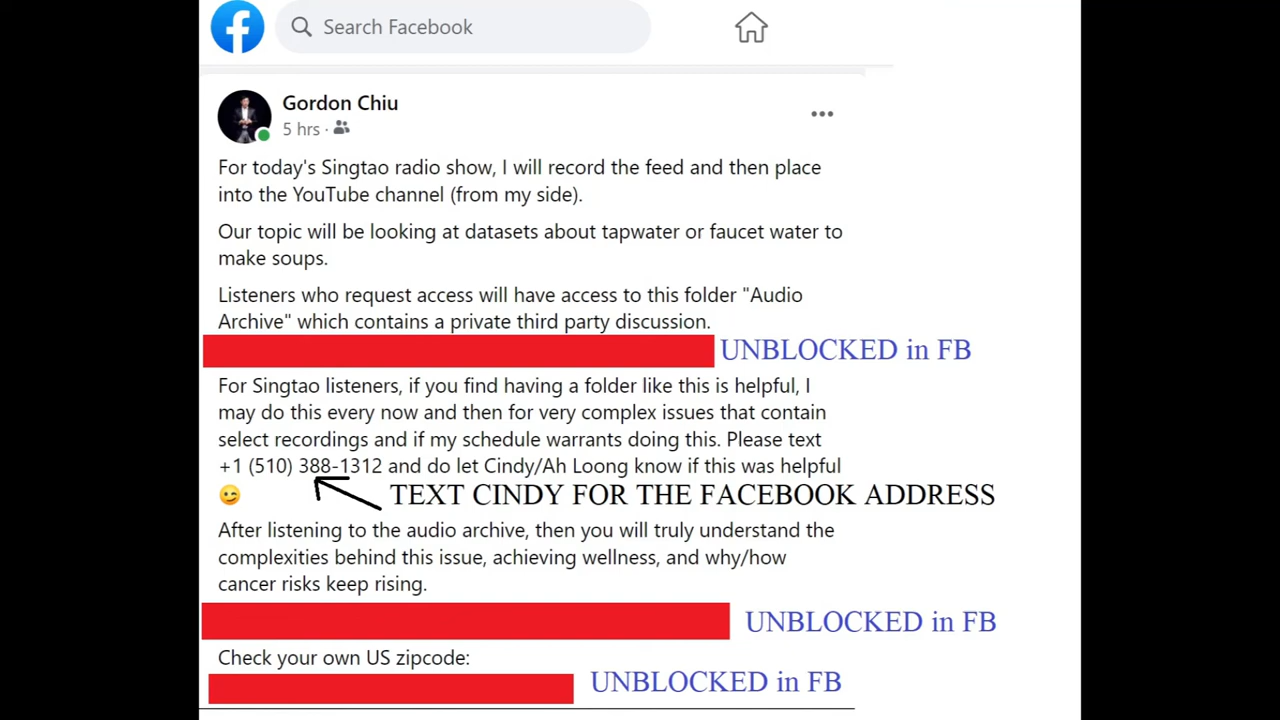 Search Facebook
Gordon Chiu
5 hrs ·
For today's Singtao radio show, I will record the feed and then place
into the YouTube channel (from my side).
Our topic will be looking at datasets about tapwater or faucet water to
make soups.
Listeners who request access will have access to this folder "Audio
Archive" which contains a private third party discussion.
UNBLOCKED in FB
For Singtao listeners, if you find having a folder like this is helpful, I
may do this every now and then for very complex issues that contain
select recordings and if my schedule warrants doing this. Please text
+1 (510) 388-1312 and do let Cindy/Ah Loong know if this was helpful
😉
TEXT CINDY FOR THE FACEBOOK ADDRESS
After listening to the audio archive, then you will truly understand the
complexities behind this issue, achieving wellness, and why/how
cancer risks keep rising.
UNBLOCKED in FB
Check your own US zipcode:
UNBLOCKED in FB